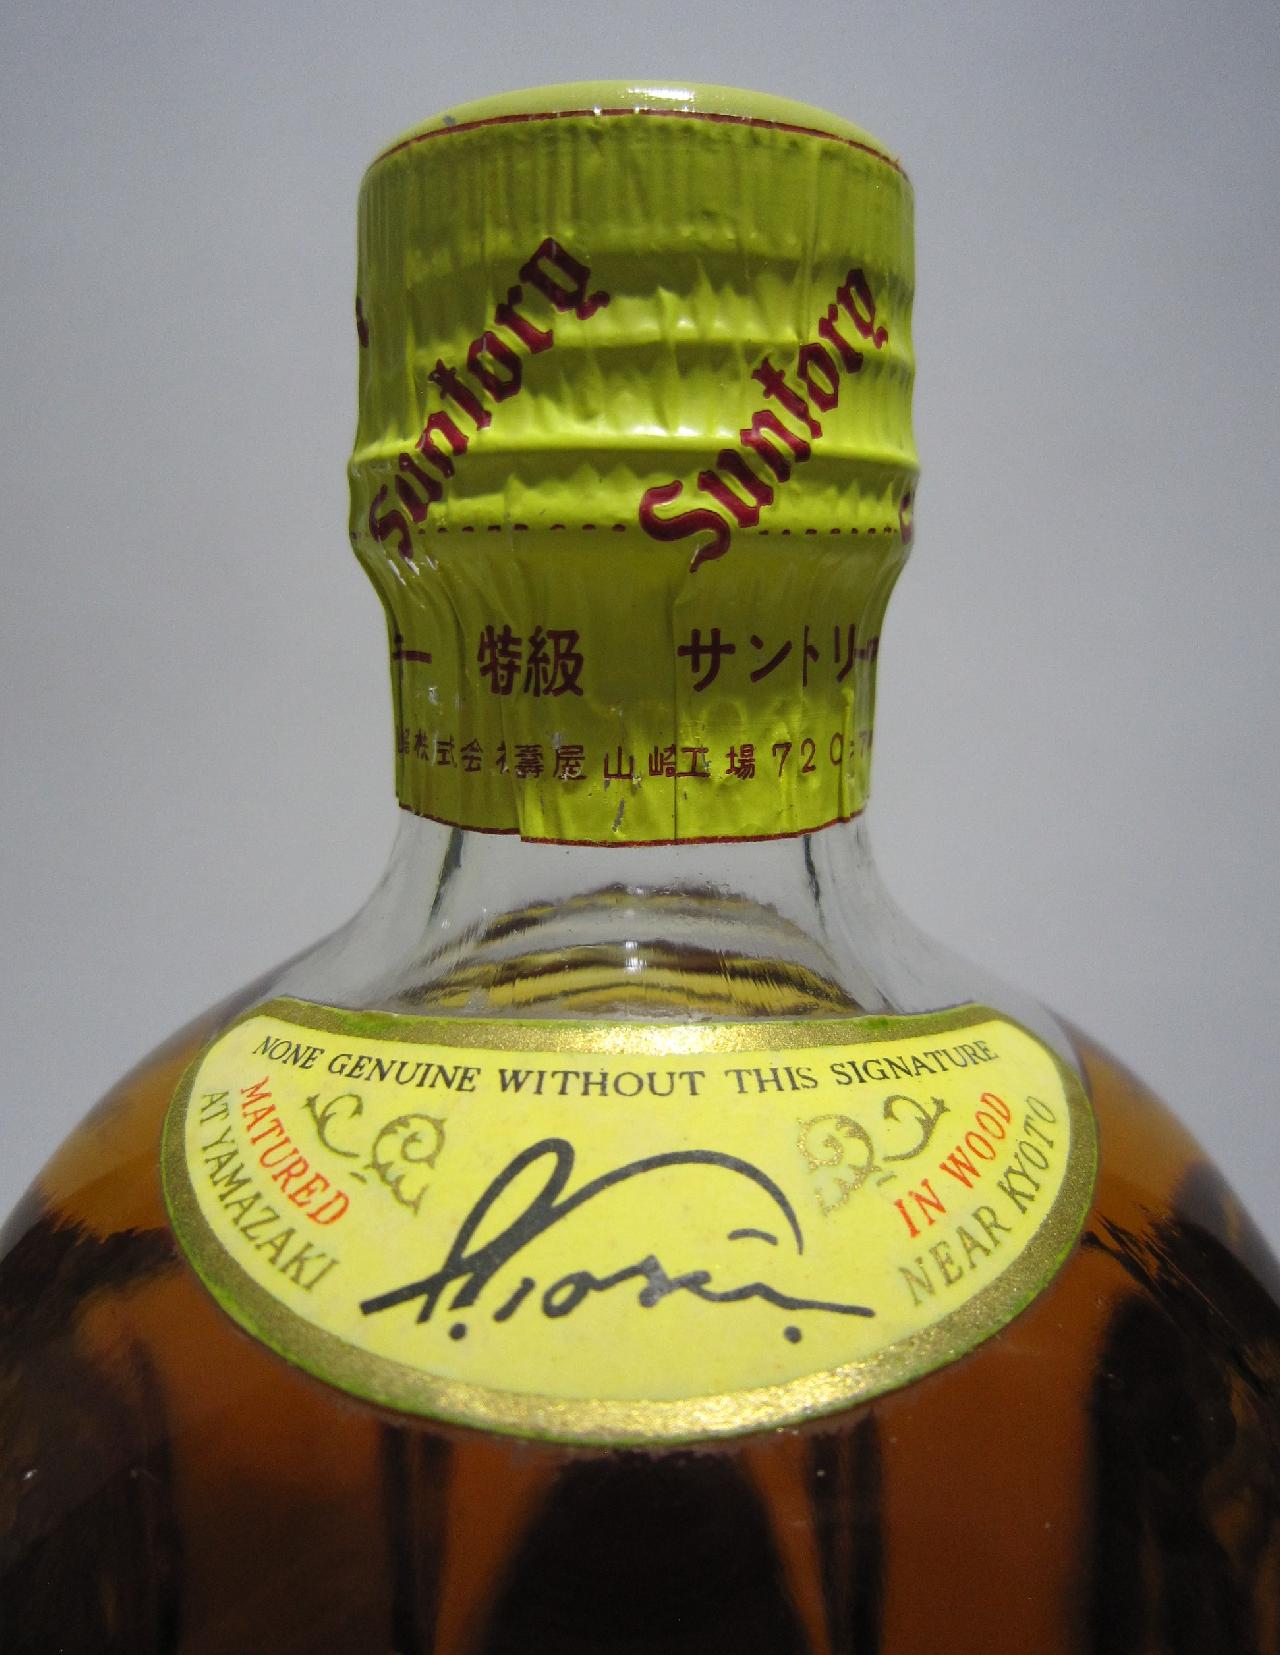 Suntory
Suntory
特級 サントリー
株式会社壽屋山崎工場720
NONE GENUINE WITHOUT THIS SIGNATURE
MATURED IN WOOD
AT YAMAZAKI NEAR KYOTO